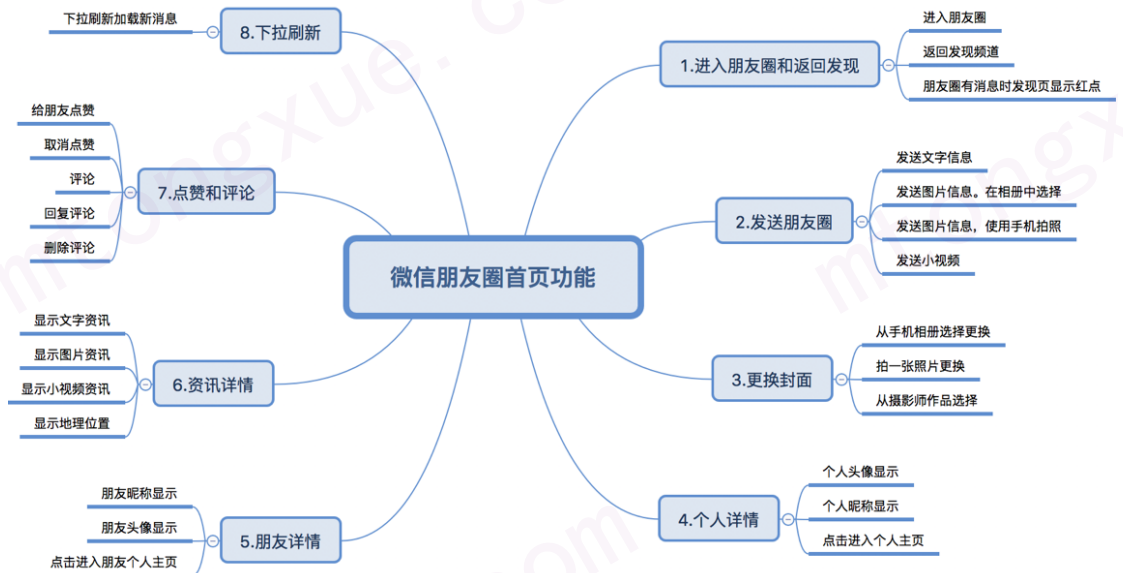 微信朋友圈首页功能
1.进入朋友圈和返回发现
进入朋友圈
返回发现频道
朋友圈有消息时发现页显示红点
2.发送朋友圈
发送文字信息
发送图片信息。在相册中选择
发送图片信息，使用手机拍照
发送小视频
3.更换封面
从手机相册选择更换
拍一张照片更换
从摄影师作品选择
4.个人详情
个人头像显示
个人昵称显示
点击进入个人主页
5.朋友详情
朋友昵称显示
朋友头像显示
点击进入朋友个人主页
6.资讯详情
显示文字资讯
显示图片资讯
显示小视频资讯
显示地理位置
7.点赞和评论
给朋友点赞
取消点赞
评论
回复评论
删除评论
8.下拉刷新
下拉刷新加载新消息